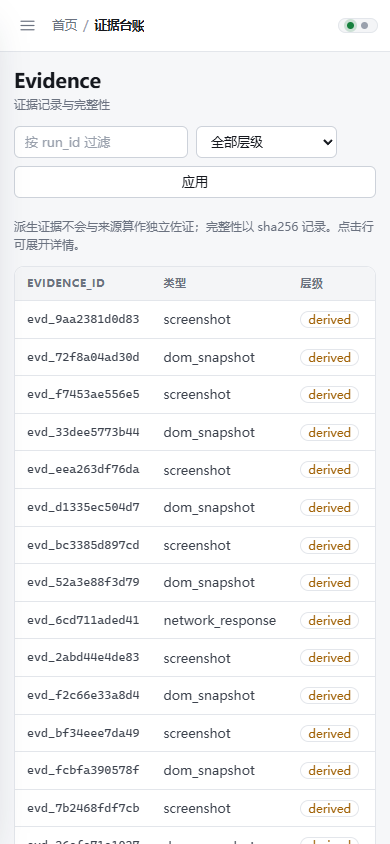 首页 / 证据台账
Evidence
证据记录与完整性
按 run_id 过滤
全部层级
应用
派生证据不会与来源算作独立佐证；完整性以 sha256 记录。点击行
可展开详情。
EVIDENCE_ID 类型 层级
evd_9aa2381d0d83 screenshot derived
evd_72f8a04ad30d dom_snapshot derived
evd_f7453ae556e5 screenshot derived
evd_33dee5773b44 dom_snapshot derived
evd_eea263df76da screenshot derived
evd_d1335ec504d7 dom_snapshot derived
evd_bc3385d897cd screenshot derived
evd_52a3e88f3d79 dom_snapshot derived
evd_6cd711aded41 network_response derived
evd_2abd44e4de83 screenshot derived
evd_f2c66e33a8d4 dom_snapshot derived
evd_bf34eee7da49 screenshot derived
evd_fcbfa390578f dom_snapshot derived
evd_7b2468fdf7cb screenshot derived